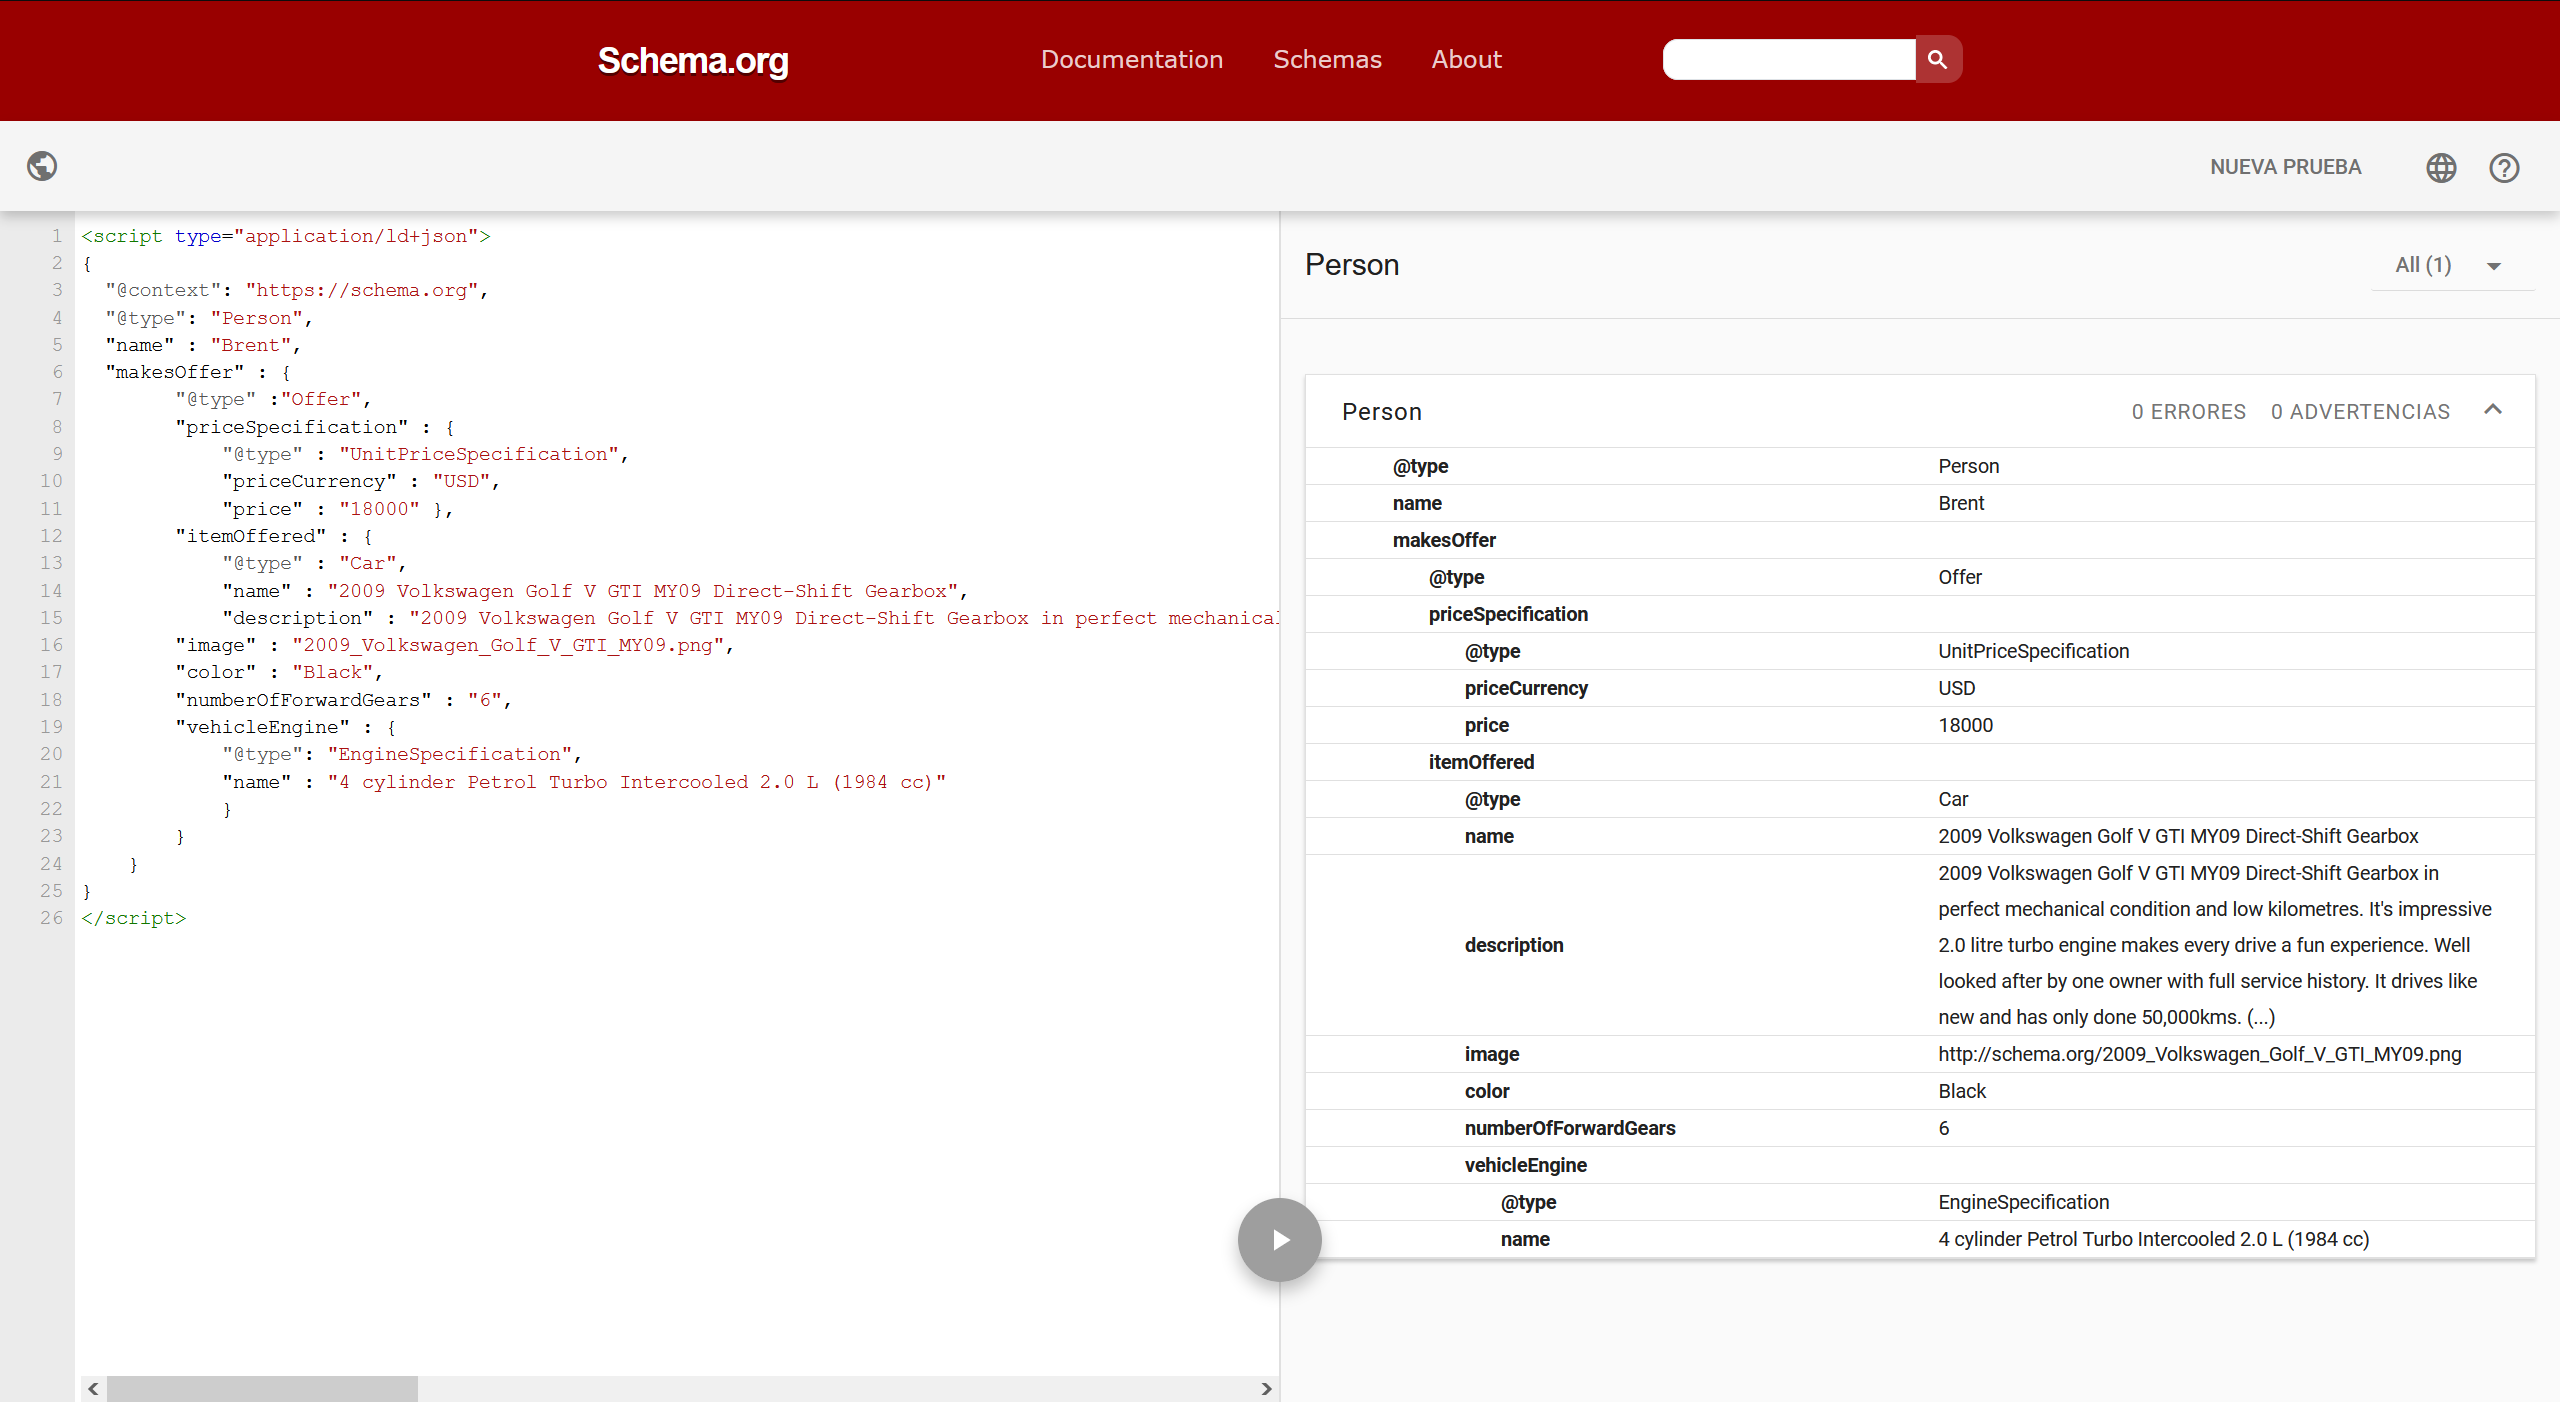 Schema.org
Documentation Schemas About
NUEVA PRUEBA
1 <script type="application/ld+json">
2 {
3 "@context": "https://schema.org",
4 "@type": "Person",
5 "name" : "Brent",
6 "makesOffer" : {
7 "@type" :"Offer",
8 "priceSpecification" : {
9 "@type" : "UnitPriceSpecification",
10 "priceCurrency" : "USD",
11 "price" : "18000" },
12 "itemOffered" : {
13 "@type" : "Car",
14 "name" : "2009 Volkswagen Golf V GTI MY09 Direct-Shift Gearbox",
15 "description" : "2009 Volkswagen Golf V GTI MY09 Direct-Shift Gearbox in perfect mechanical
16 "image" : "2009_Volkswagen_Golf_V_GTI_MY09.png",
17 "color" : "Black",
18 "numberOfForwardGears" : "6",
19 "vehicleEngine" : {
20 "@type": "EngineSpecification",
21 "name" : "4 cylinder Petrol Turbo Intercooled 2.0 L (1984 cc)"
22 }
23 }
24 }
25 }
26 </script>
Person
All (1)
Person 0 ERRORES 0 ADVERTENCIAS
@type Person
name Brent
makesOffer
@type Offer
priceSpecification
@type UnitPriceSpecification
priceCurrency USD
price 18000
itemOffered
@type Car
name 2009 Volkswagen Golf V GTI MY09 Direct-Shift Gearbox
description 2009 Volkswagen Golf V GTI MY09 Direct-Shift Gearbox in
perfect mechanical condition and low kilometres. It's impressive
2.0 litre turbo engine makes every drive a fun experience. Well
looked after by one owner with full service history. It drives like
new and has only done 50,000kms. (...)
image http://schema.org/2009_Volkswagen_Golf_V_GTI_MY09.png
color Black
numberOfForwardGears 6
vehicleEngine
@type EngineSpecification
name 4 cylinder Petrol Turbo Intercooled 2.0 L (1984 cc)